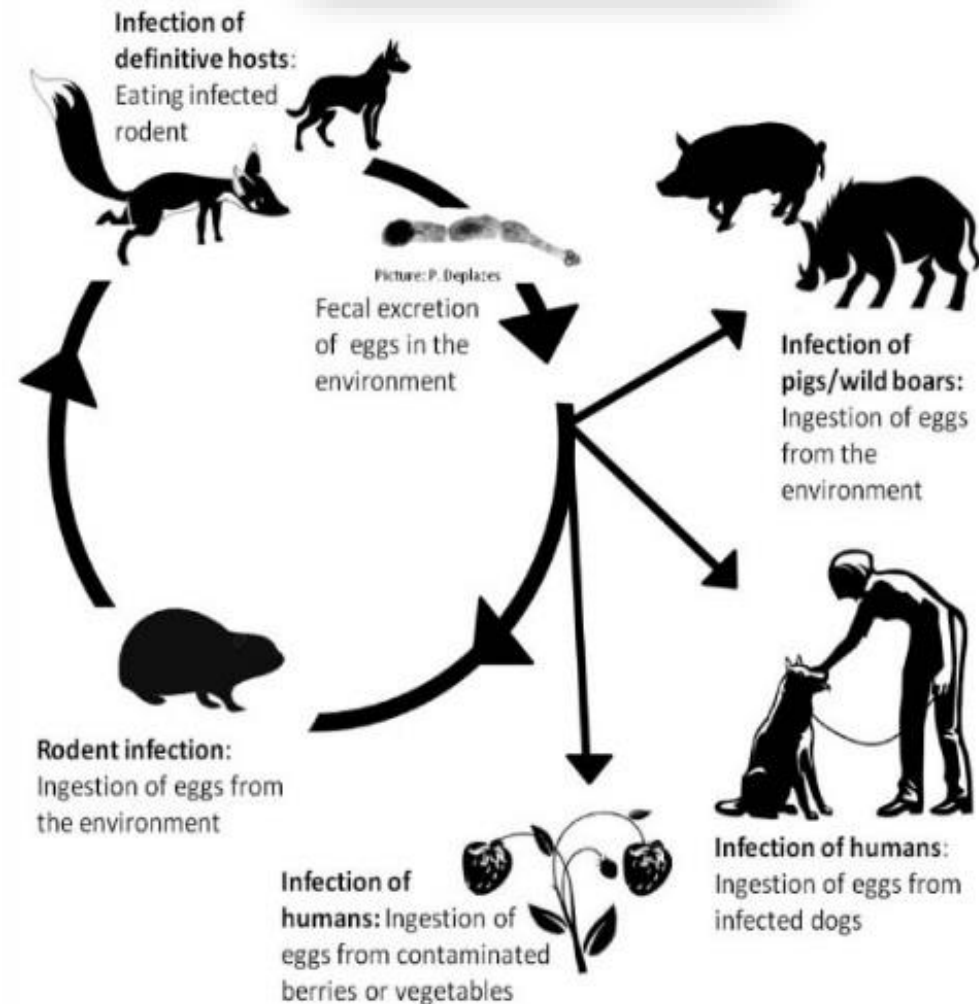 Infection of
definitive hosts:
Eating infected
rodent
Picture: P. Deplazes
Fecal excretion
of eggs in the
environment
Infection of
pigs/wild boars:
Ingestion of eggs
from the
environment
Rodent infection:
Ingestion of eggs from
the environment
Infection of humans:
Ingestion of eggs from
infected dogs
Infection of
humans: Ingestion of
eggs from contaminated
berries or vegetables